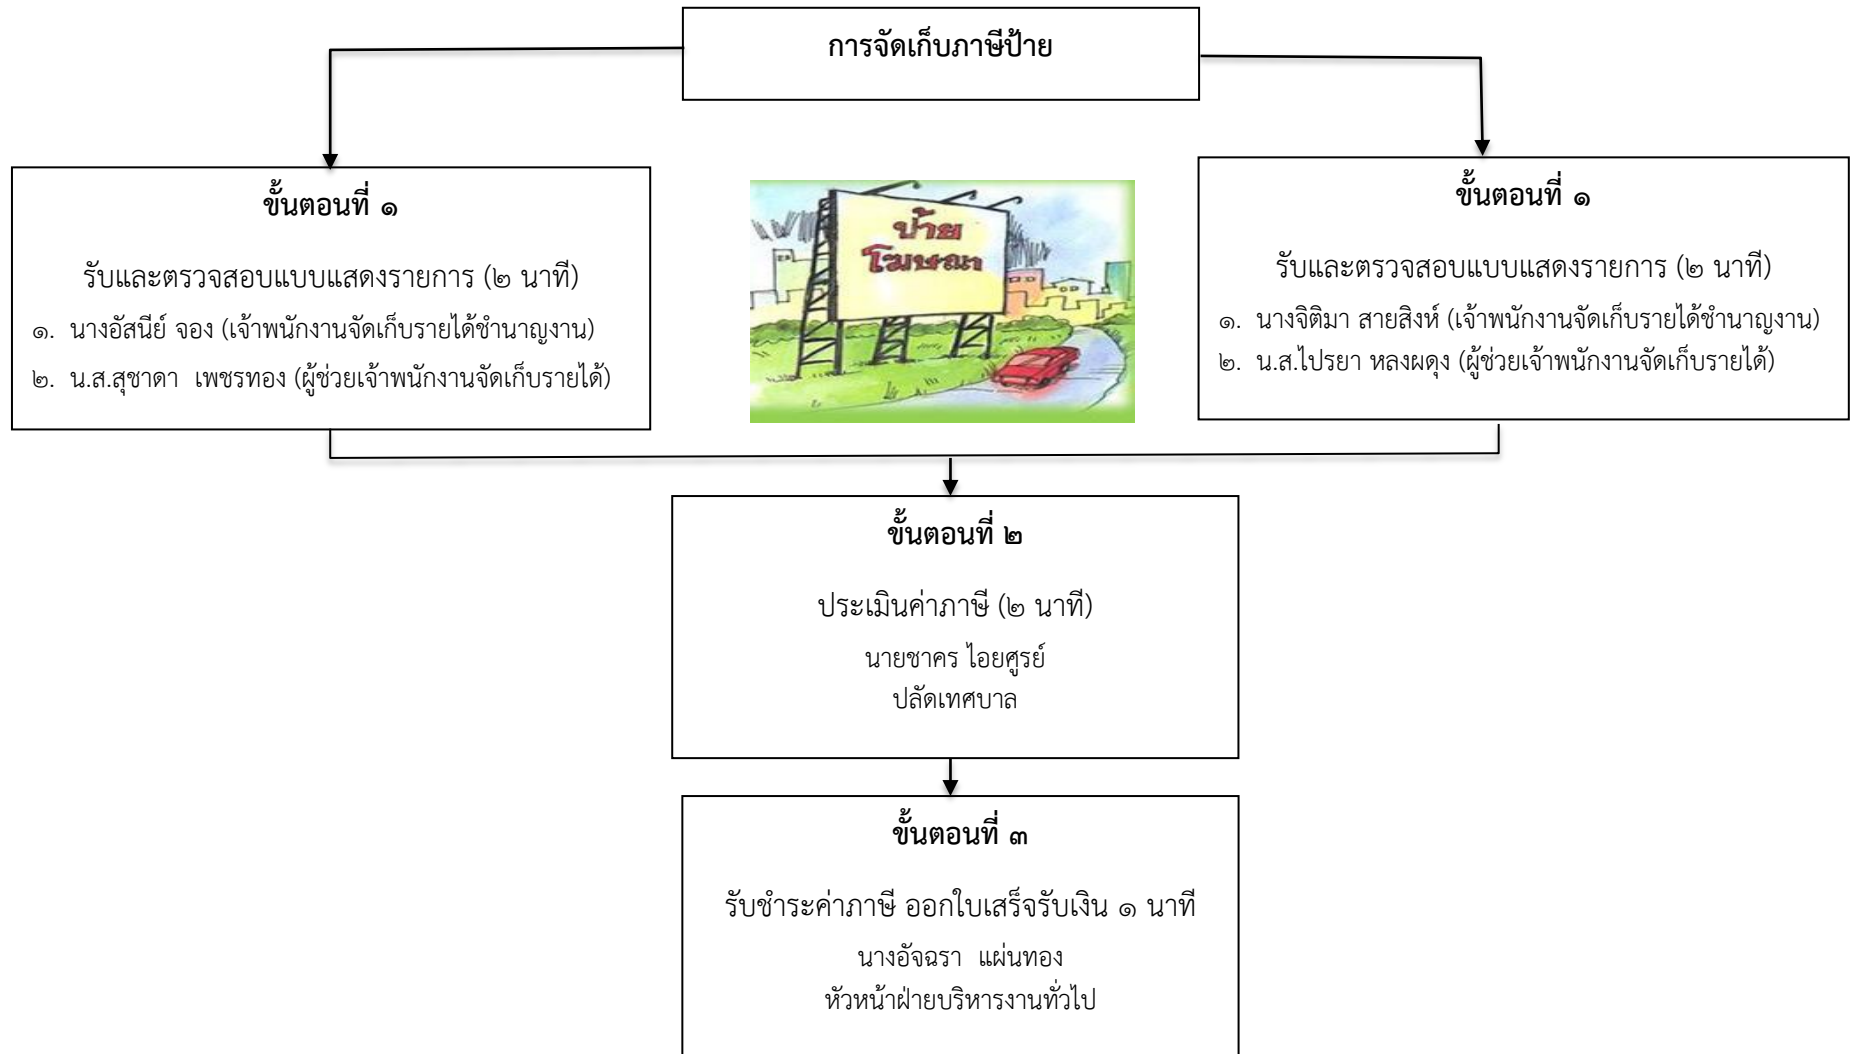 การจัดเก็บภาษีป้าย
ขั้นตอนที่ ๑
รับและตรวจสอบแบบแสดงรายการ (๒ นาที)
๑. นางอัสนีย์ จอง (เจ้าพนักงานจัดเก็บรายได้ชำนาญงาน)
๒. น.ส.สุชาดา เพชรทอง (ผู้ช่วยเจ้าพนักงานจัดเก็บรายได้)
ป้าย
โฆษณา
ขั้นตอนที่ ๑
รับและตรวจสอบแบบแสดงรายการ (๒ นาที)
๑. นางจิติมา สายสิงห์ (เจ้าพนักงานจัดเก็บรายได้ชำนาญงาน)
๒. น.ส.ไปรยา หลงผดุง (ผู้ช่วยเจ้าพนักงานจัดเก็บรายได้)
ขั้นตอนที่ ๒
ประเมินค่าภาษี (๒ นาที)
นายชาคร ไอยศูรย์
ปลัดเทศบาล
ขั้นตอนที่ ๓
รับชำระค่าภาษี ออกใบเสร็จรับเงิน ๑ นาที
นางอัจฉรา แผ่นทอง
หัวหน้าฝ่ายบริหารงานทั่วไป